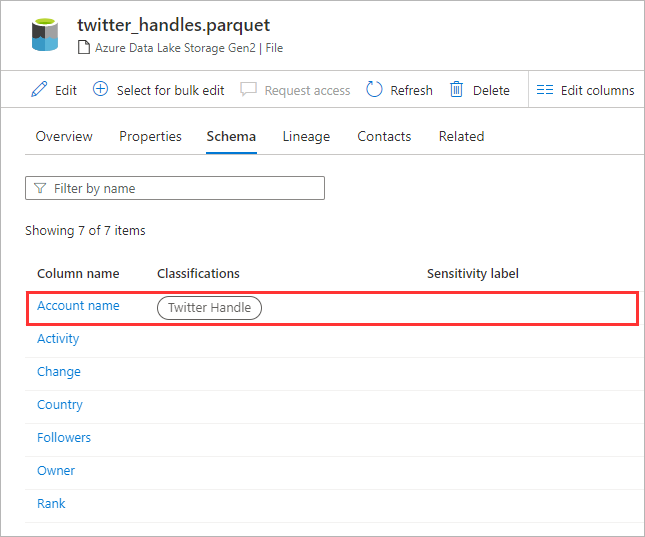 twitter_handles.parquet
Azure Data Lake Storage Gen2 | File
Edit Select for bulk edit Request access Refresh Delete Edit columns
Overview Properties Schema Lineage Contacts Related
Filter by name
Showing 7 of 7 items
Column name Classifications Sensitivity label
Account name Twitter Handle
Activity
Change
Country
Followers
Owner
Rank